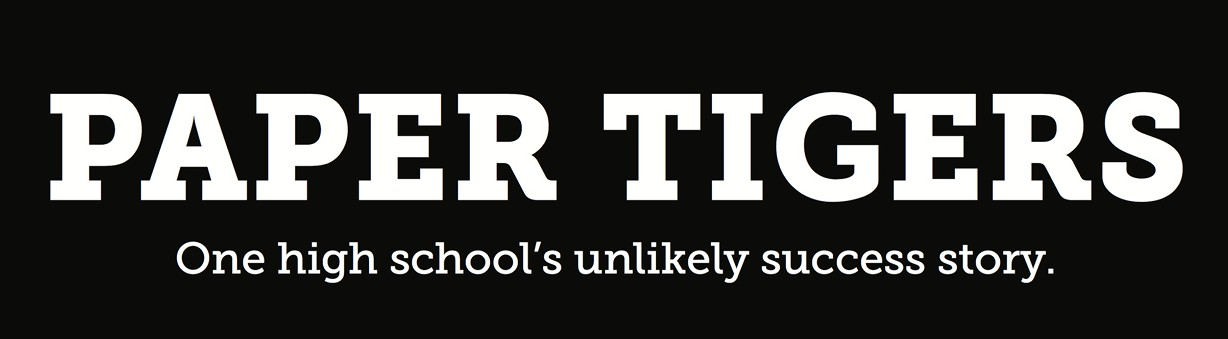 PAPER TIGERS
One high school’s unlikely success story.